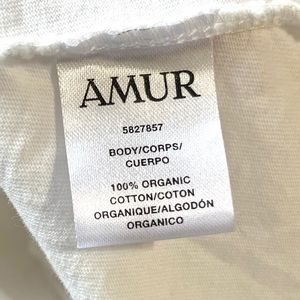 AMUR
5827857
BODY/CORPS/
CUERPO
100% ORGANIC
COTTON/COTON
ORGANIQUE/ALGODÓN
ORGANICO